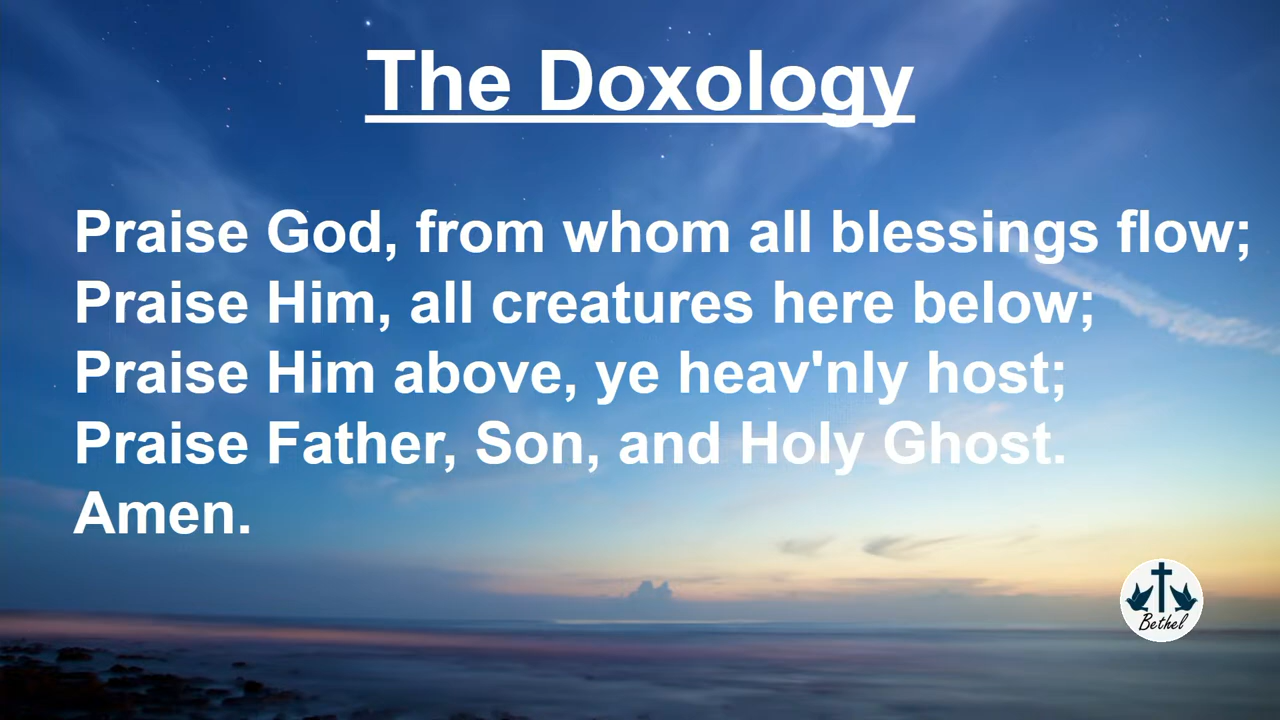 The Doxology
Praise God, from whom all blessings flow;
Praise Him, all creatures here below;
Praise Him above, ye heav'nly host;
Praise Father, Son, and Holy Ghost.
Amen.
Bethel